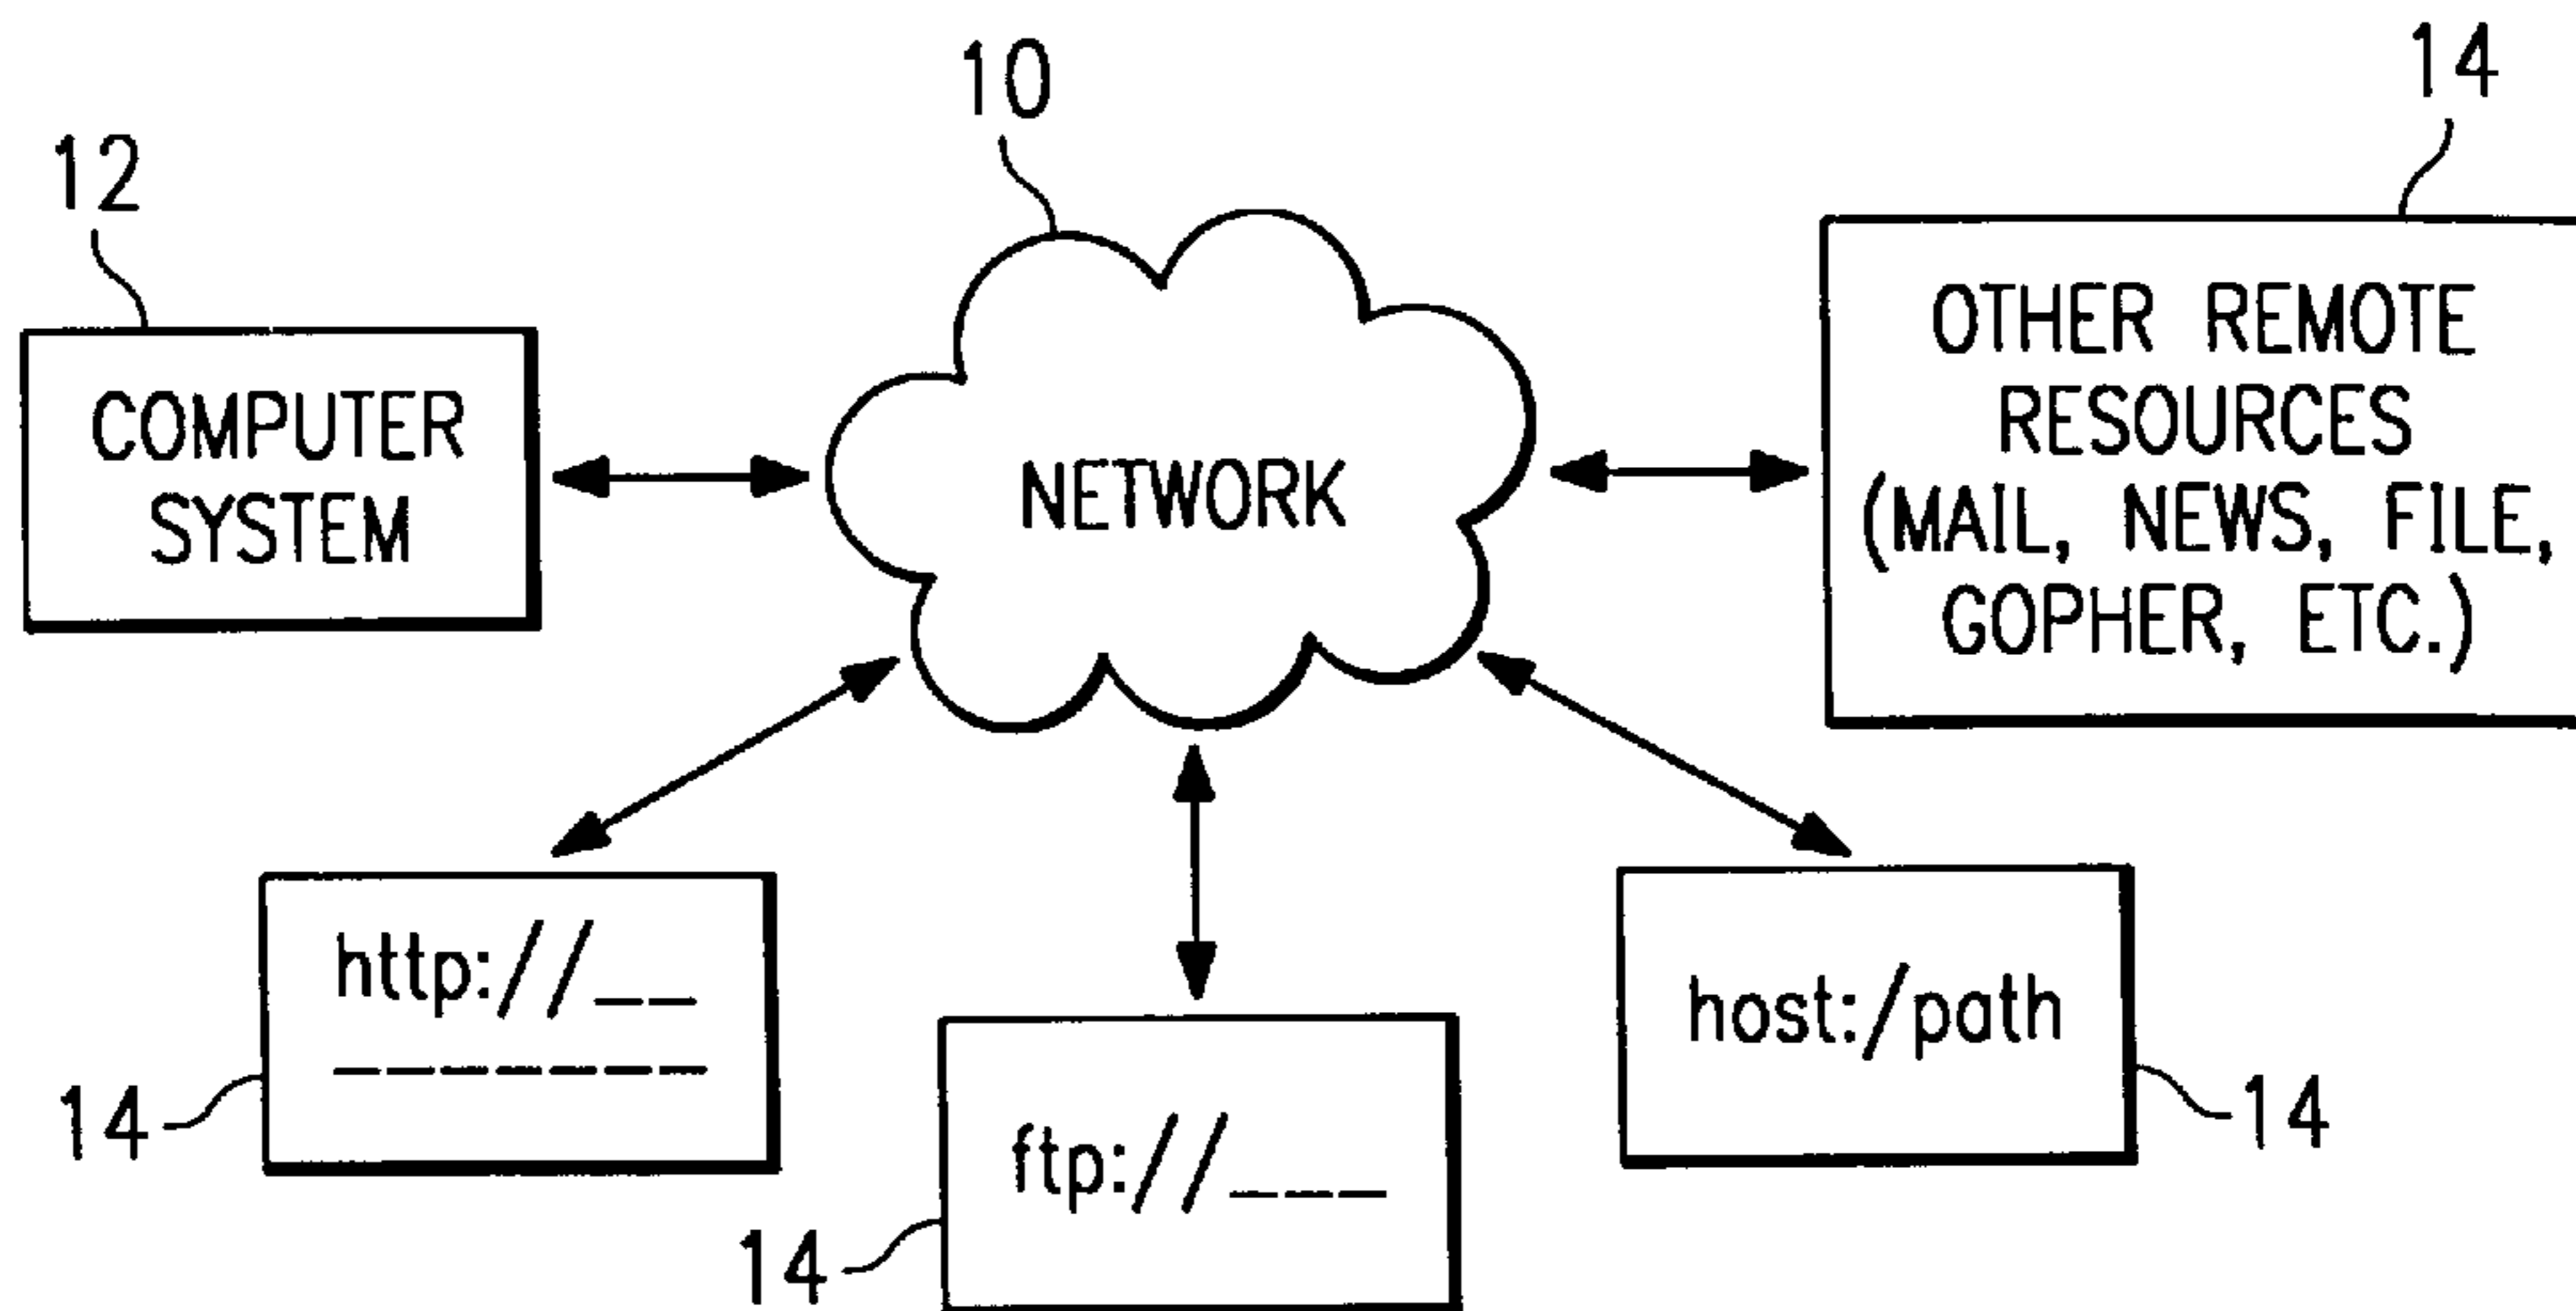 10
14
12
COMPUTER
SYSTEM
NETWORK
OTHER REMOTE
RESOURCES
(MAIL, NEWS, FILE,
GOPHER, ETC.)
http://__
_______
14
ftp://___
14
host:/path
14